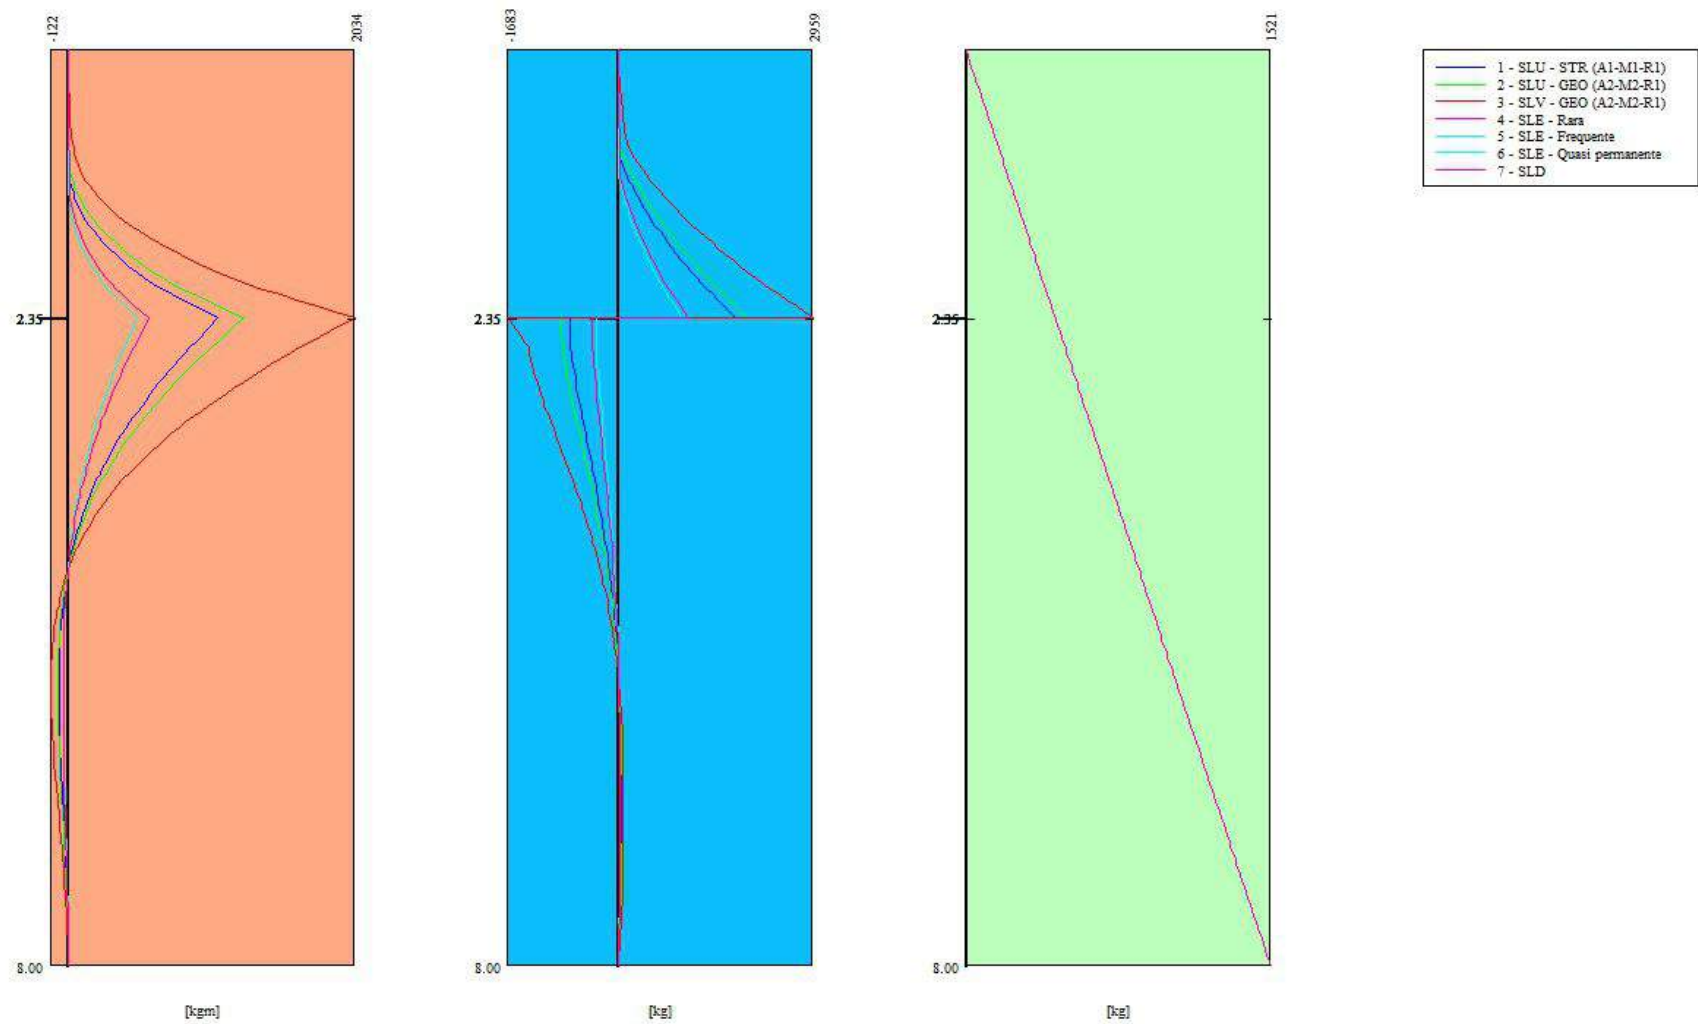 -122
2034
-1683
2959
1521
1 - SLU - STR (A1-M1-R1)
2 - SLU - GEO (A2-M2-R1)
3 - SLV - GEO (A2-M2-R1)
4 - SLE - Rara
5 - SLE - Frequente
6 - SLE - Quasi permanente
7 - SLD
2.35
2.35
2.35
8.00
8.00
8.00
[kgm]
[kg]
[kg]